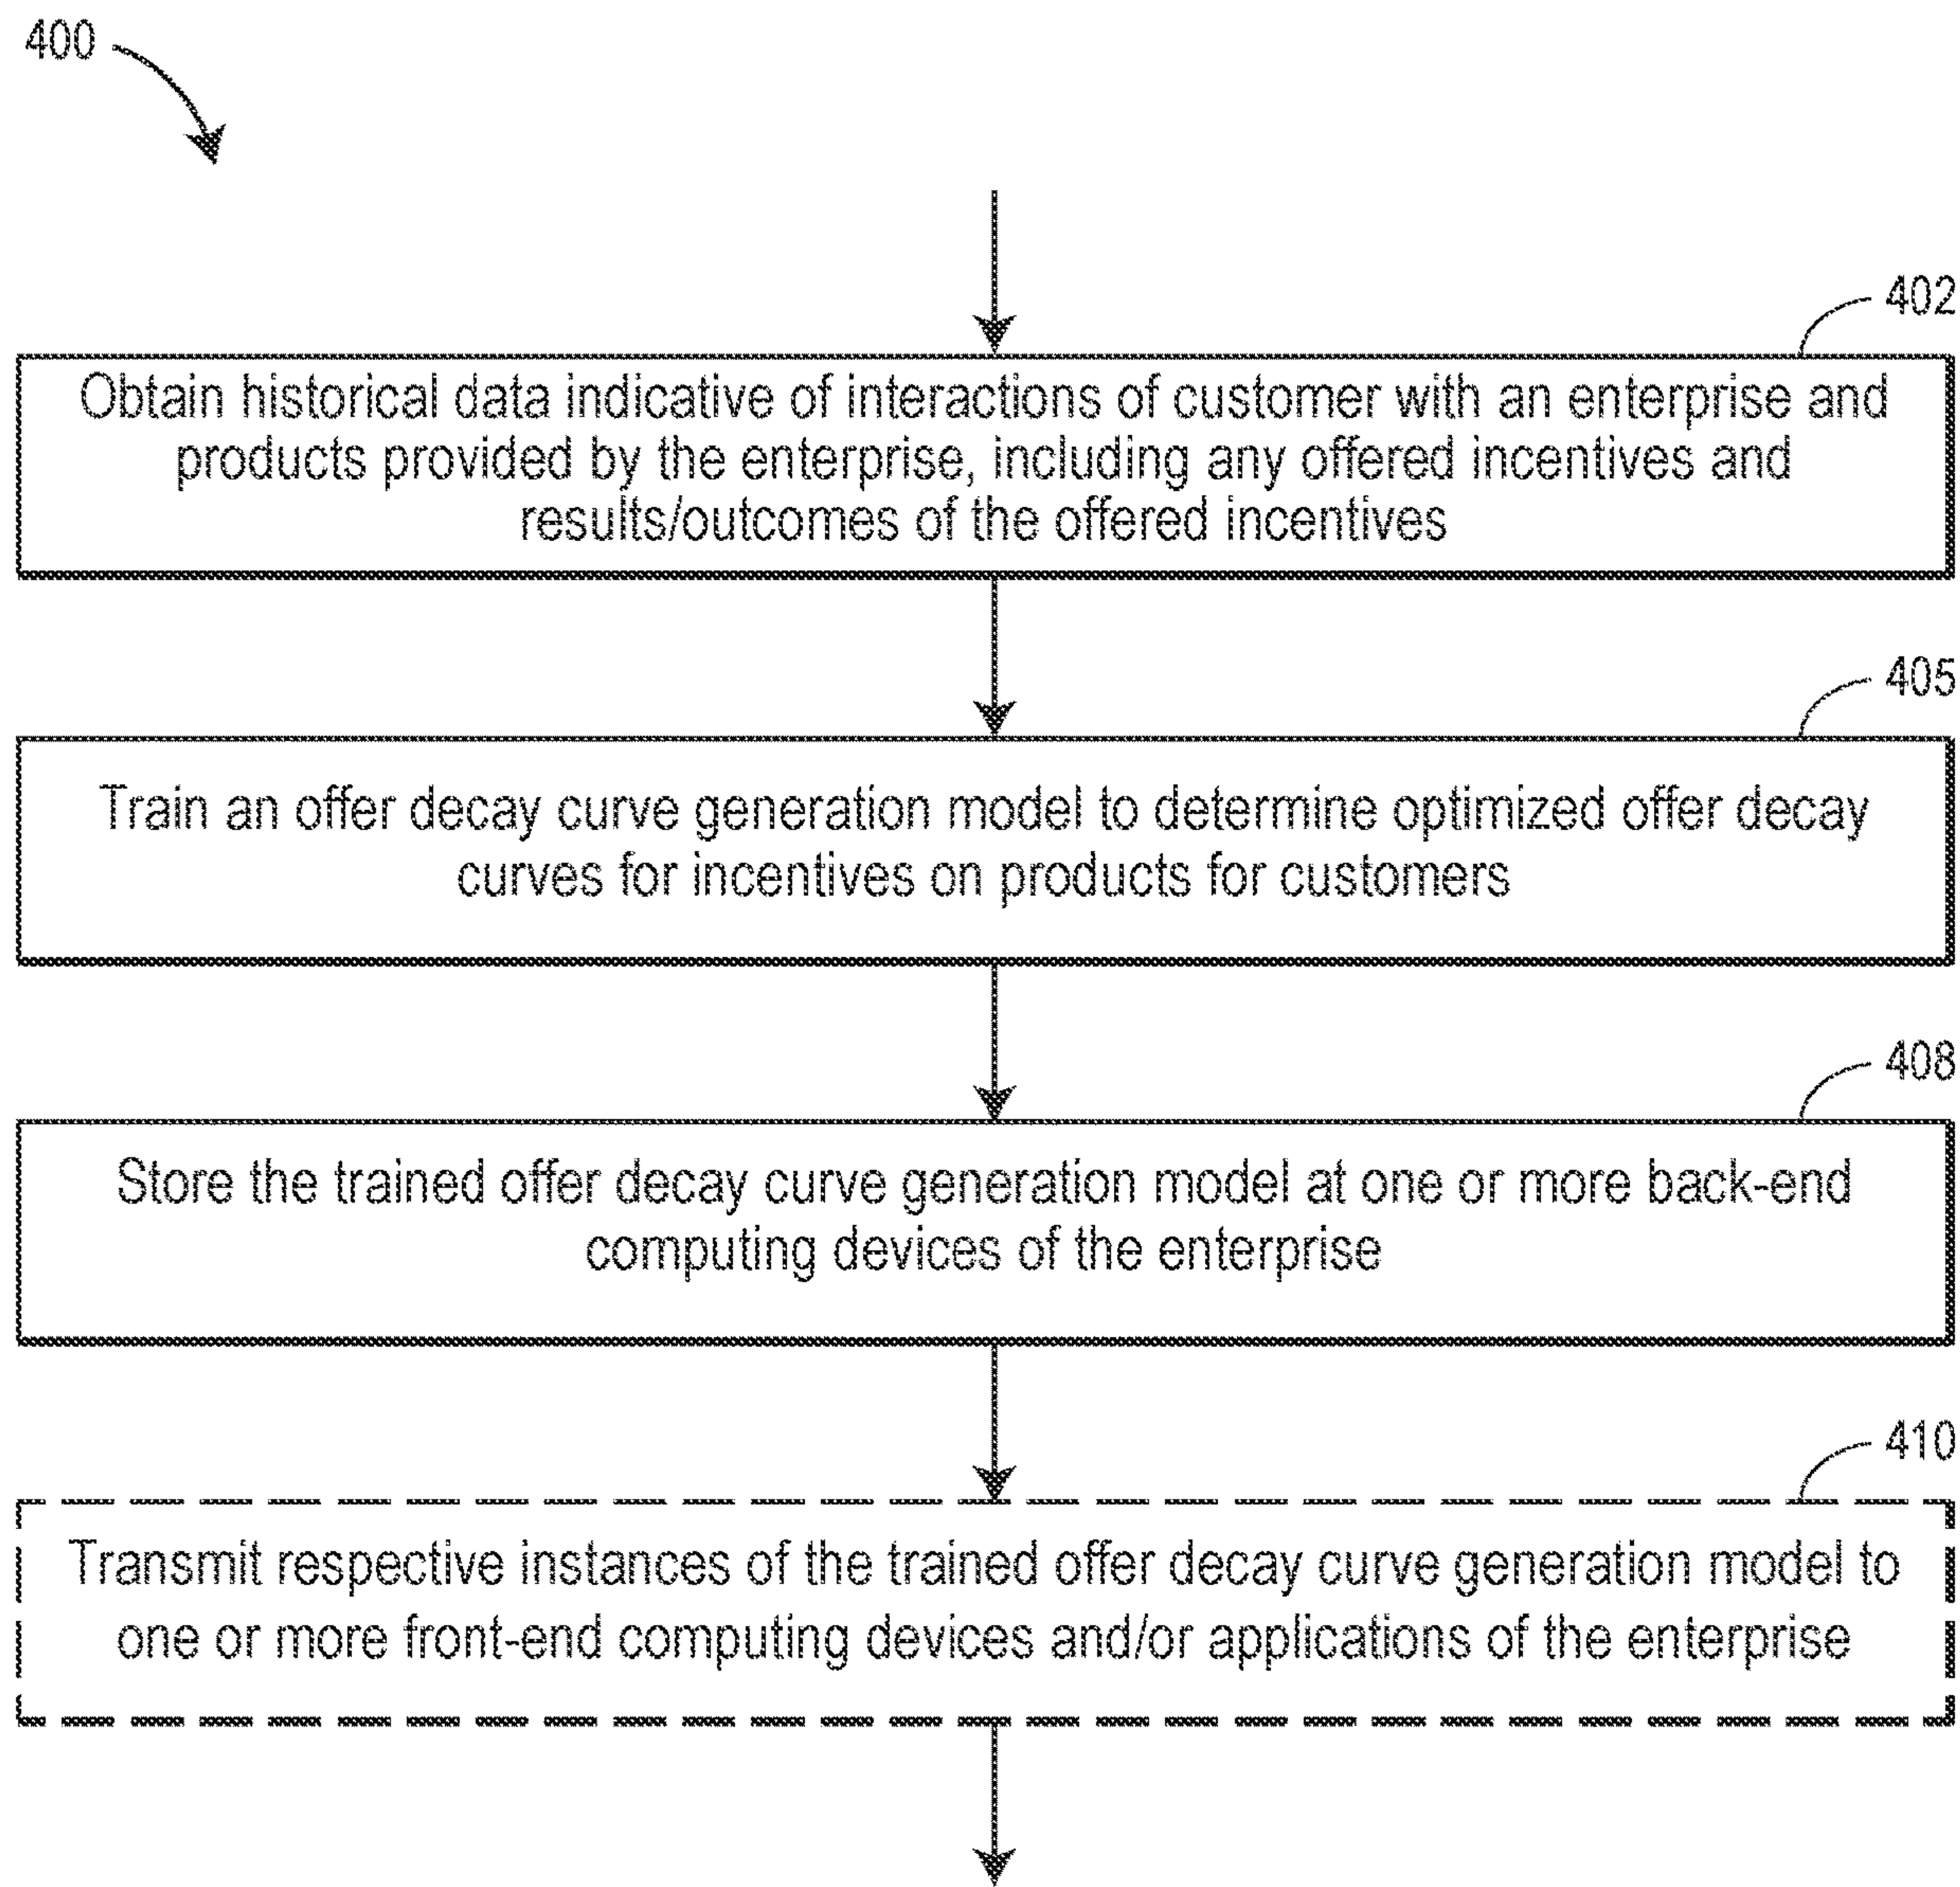 400
402
Obtain historical data indicative of interactions of customer with an enterprise and
products provided by the enterprise, including any offered incentives and
results/outcomes of the offered incentives
405
Train an offer decay curve generation model to determine optimized offer decay
curves for incentives on products for customers
408
Store the trained offer decay curve generation model at one or more back-end
computing devices of the enterprise
410
Transmit respective instances of the trained offer decay curve generation model to
one or more front-end computing devices and/or applications of the enterprise